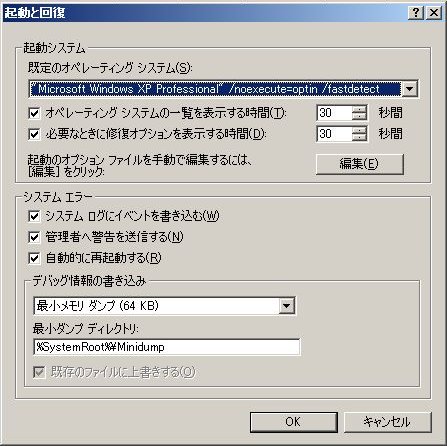 起動と回復
起動システム
既定のオペレーティング システム(S):
"Microsoft Windows XP Professional" /noexecute=optin /fastdetect
オペレーティング システムの一覧を表示する時間(T): 30 秒間
必要なときに修復オプションを表示する時間(D): 30 秒間
起動のオプション ファイルを手動で編集するには、
[編集] をクリック: 編集(E)
システム エラー
システム ログにイベントを書き込む(W)
管理者へ警告を送信する(N)
自動的に再起動する(R)
デバッグ情報の書き込み
最小メモリ ダンプ (64 KB)
最小ダンプ ディレクトリ:
%SystemRoot%¥Minidump
既存のファイルに上書きする(O)
OK キャンセル